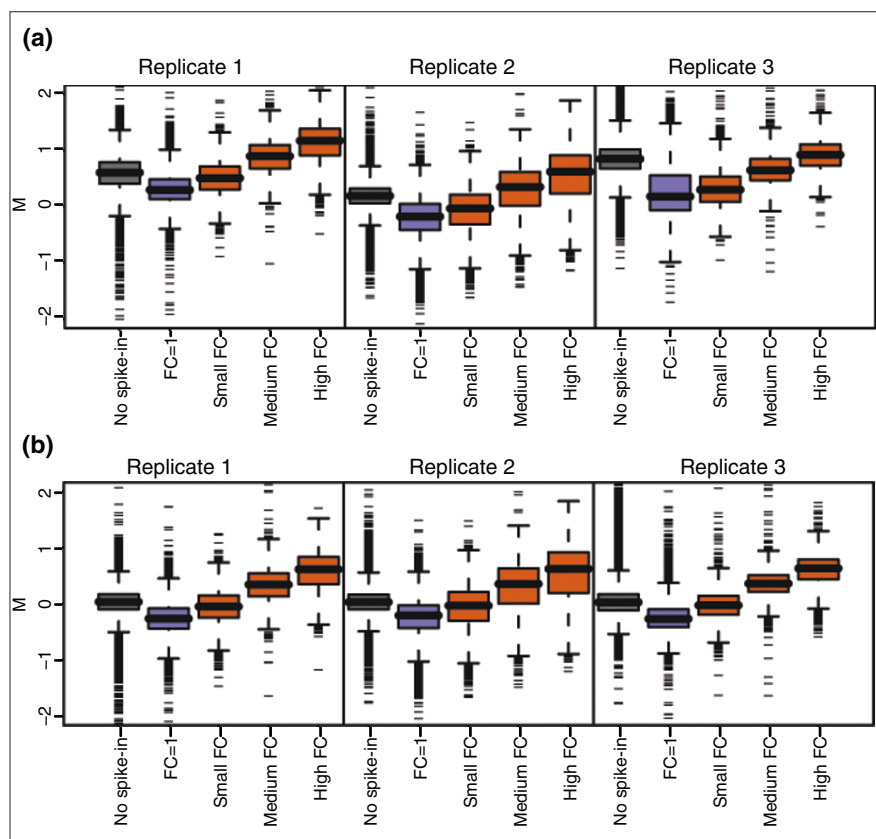 (a)
Replicate 1
Replicate 2
Replicate 3
2
1
0
−1
−2
M
No spike-in
FC=1
Small FC
Medium FC
High FC
No spike-in
FC=1
Small FC
Medium FC
High FC
No spike-in
FC=1
Small FC
Medium FC
High FC
(b)
Replicate 1
Replicate 2
Replicate 3
2
1
0
−1
−2
M
No spike-in
FC=1
Small FC
Medium FC
High FC
No spike-in
FC=1
Small FC
Medium FC
High FC
No spike-in
FC=1
Small FC
Medium FC
High FC